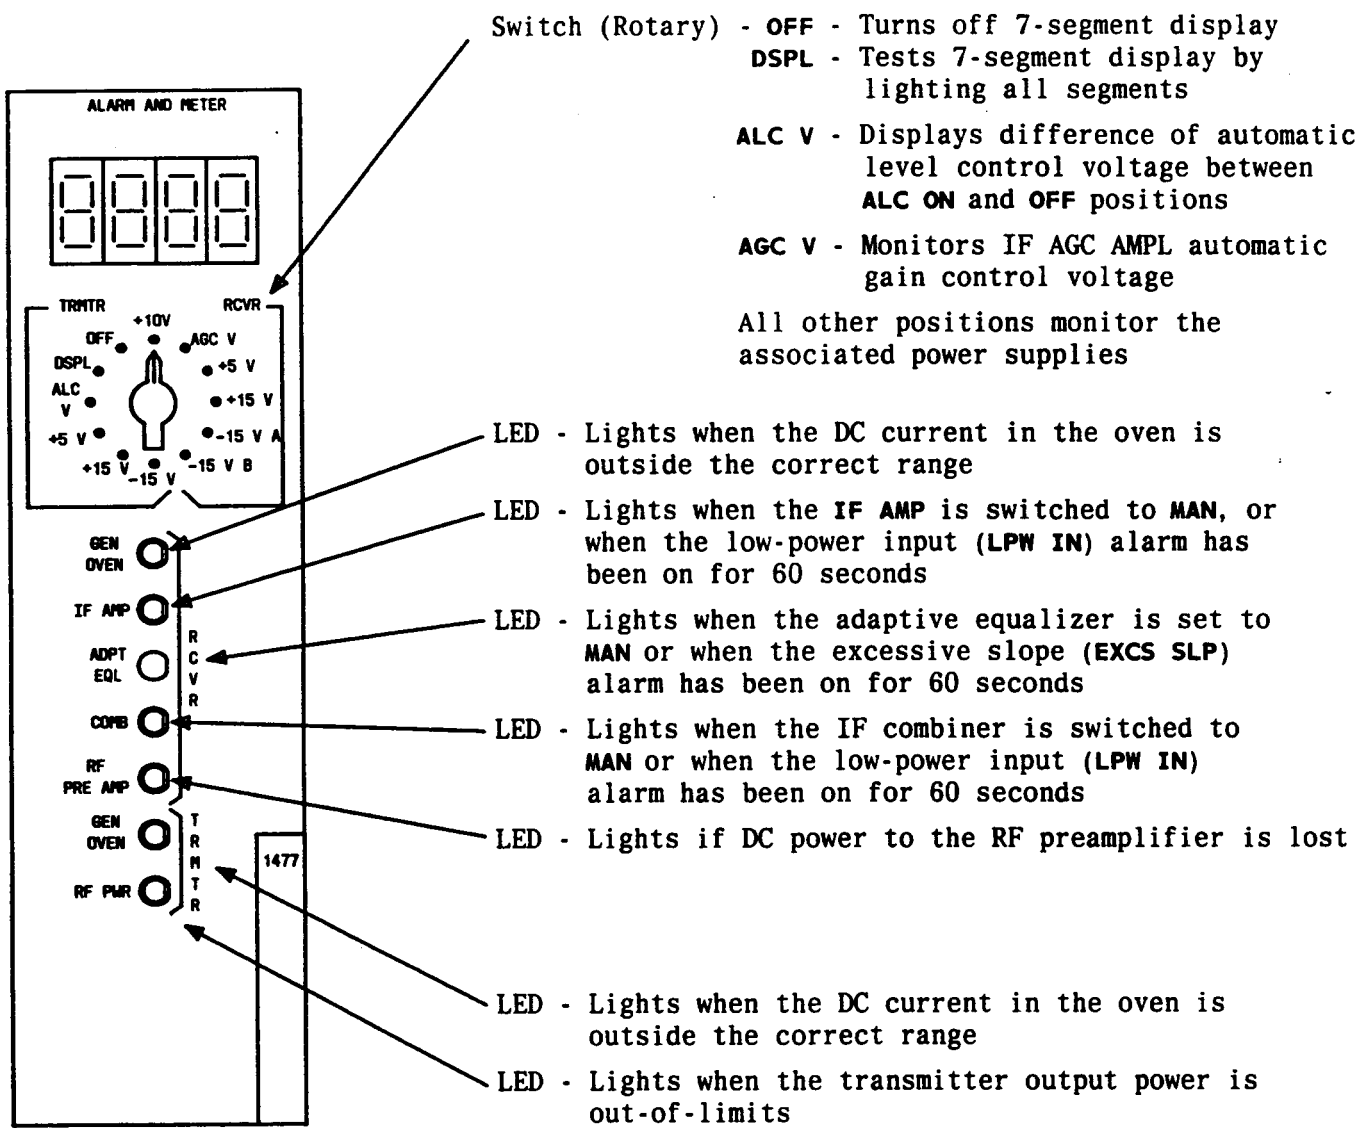 Switch (Rotary) - OFF - Turns off 7-segment display
DSPL - Tests 7-segment display by
lighting all segments
ALC V - Displays difference of automatic
level control voltage between
ALC ON and OFF positions
AGC V - Monitors IF AGC AMPL automatic
gain control voltage
All other positions monitor the
associated power supplies
ALARM AND METER
TRMTR
RCVR
+10V
OFF
AGC V
DSPL
+5 V
ALC
V
+15 V
+5 V
-15 V A
+15 V
-15 V
-15 V B
LED - Lights when the DC current in the oven is
outside the correct range
LED - Lights when the IF AMP is switched to MAN, or
when the low-power input (LPW IN) alarm has
been on for 60 seconds
LED - Lights when the adaptive equalizer is set to
MAN or when the excessive slope (EXCS SLP)
alarm has been on for 60 seconds
LED - Lights when the IF combiner is switched to
MAN or when the low-power input (LPW IN)
alarm has been on for 60 seconds
LED - Lights if DC power to the RF preamplifier is lost
LED - Lights when the DC current in the oven is
outside the correct range
LED - Lights when the transmitter output power is
out-of-limits
GEN
OVEN
IF AMP
ADPT
EQL
COMB
RF
PRE AMP
RCVR
GEN
OVEN
RF PWR
TRMTR
1477